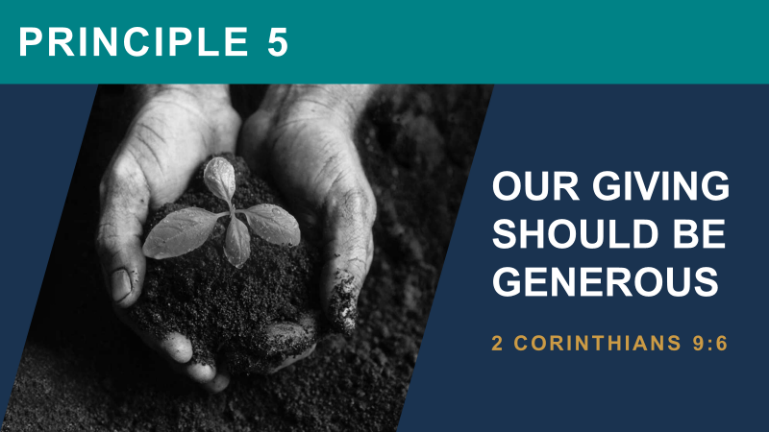 PRINCIPLE 5
OUR GIVING
SHOULD BE
GENEROUS
2 CORINTHIANS 9:6